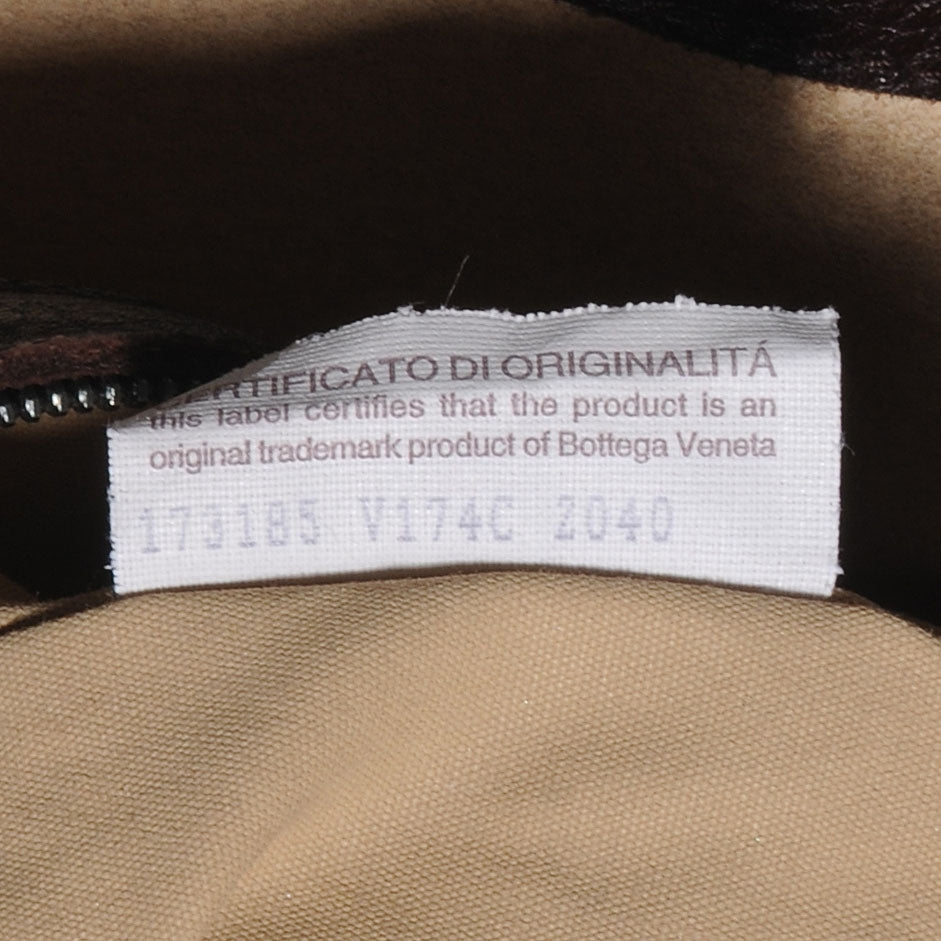 CERTIFICATO DI ORIGINALITÁ
this label certifies that the product is an
original trademark product of Bottega Veneta
173185 V174C 2040